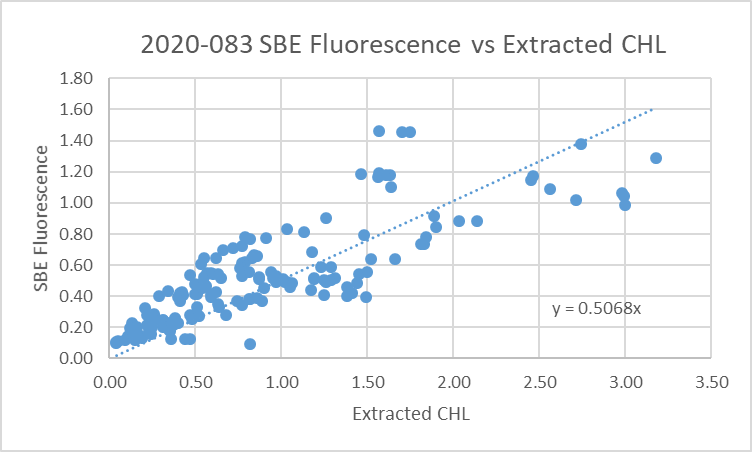 2020-083 SBE Fluorescence vs Extracted CHL
1.80
1.60
1.40
1.20
1.00
0.80
0.60
0.40
0.20
0.00
SBE Fluorescence
y = 0.5068x
0.00 0.50 1.00 1.50 2.00 2.50 3.00 3.50
Extracted CHL